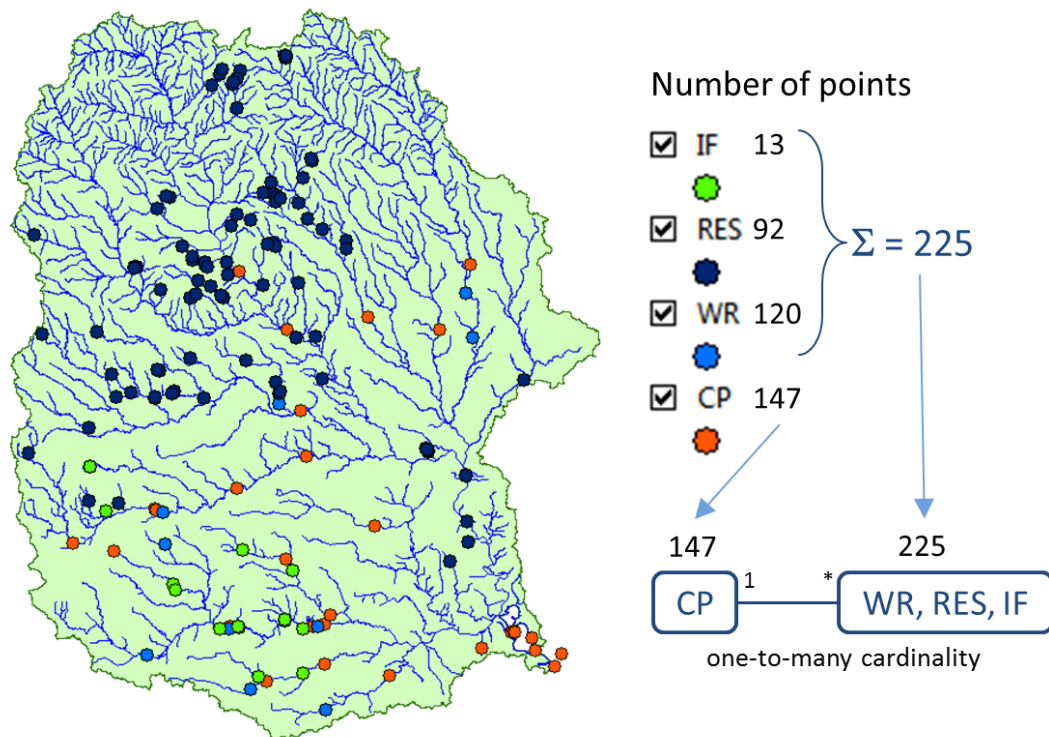 Number of points
IF 13
RES 92
Σ = 225
WR 120
CP 147
147 225
CP 1 * WR, RES, IF
one-to-many cardinality